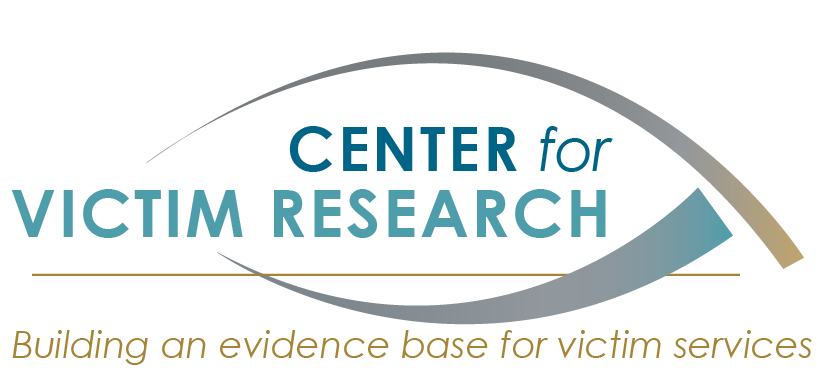 CENTER for
VICTIM RESEARCH
Building an evidence base for victim services